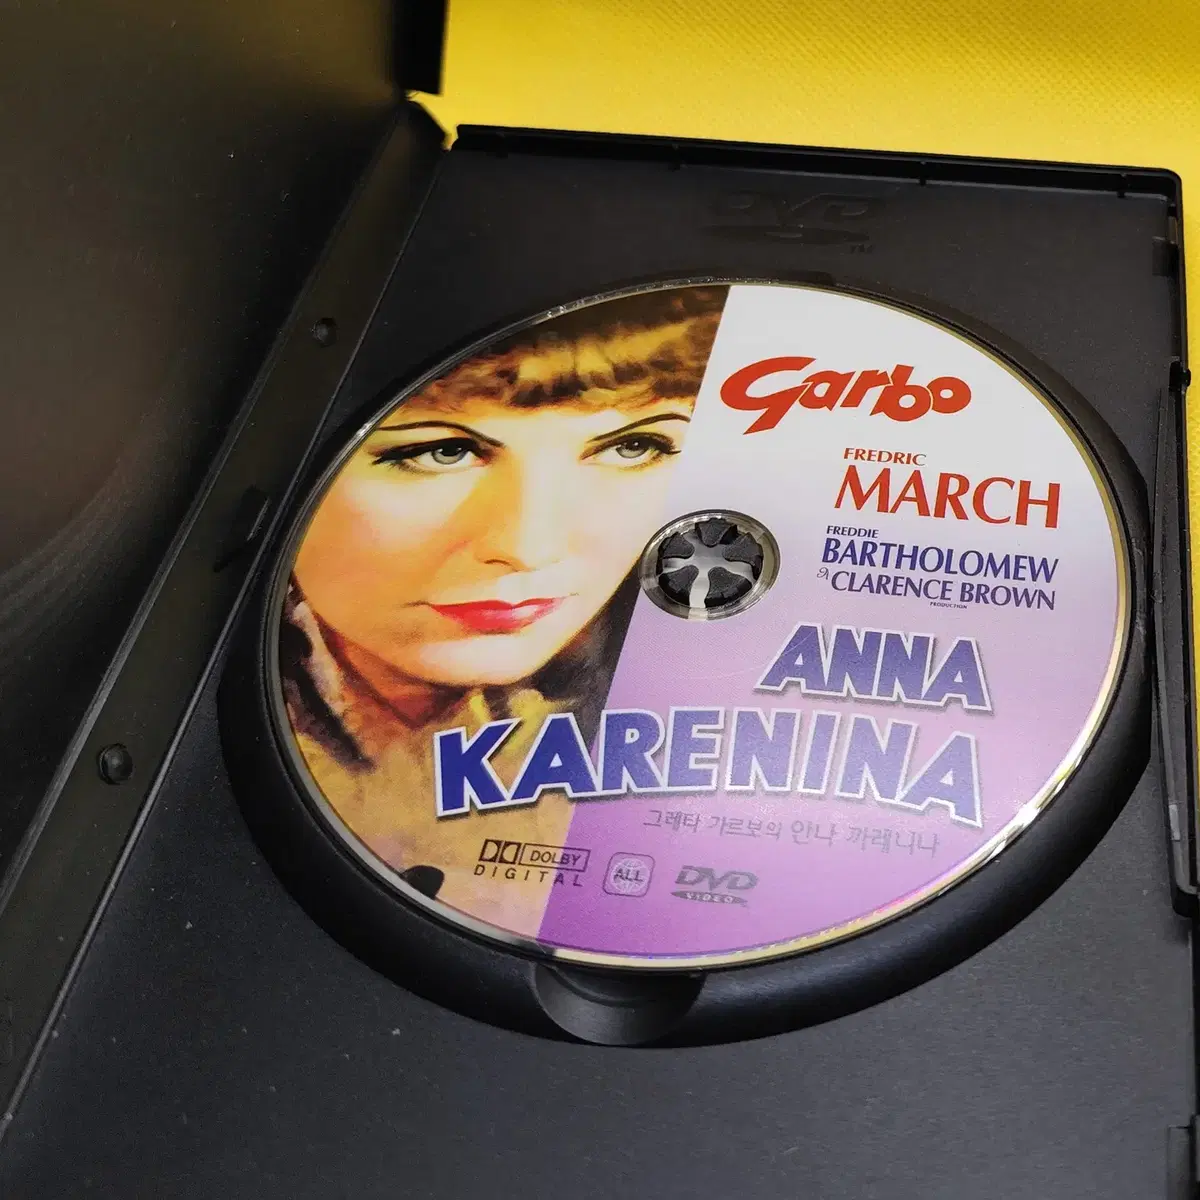 DVD
TM
Garbo
FREDRIC
MARCH
FREDDIE
BARTHOLOMEW
A CLARENCE BROWN
PRODUCTION
ANNA
KARENINA
그레타 가르보의 안나 까레니나
DOLBY
DIGITAL
ALL
DVD
VIDEO